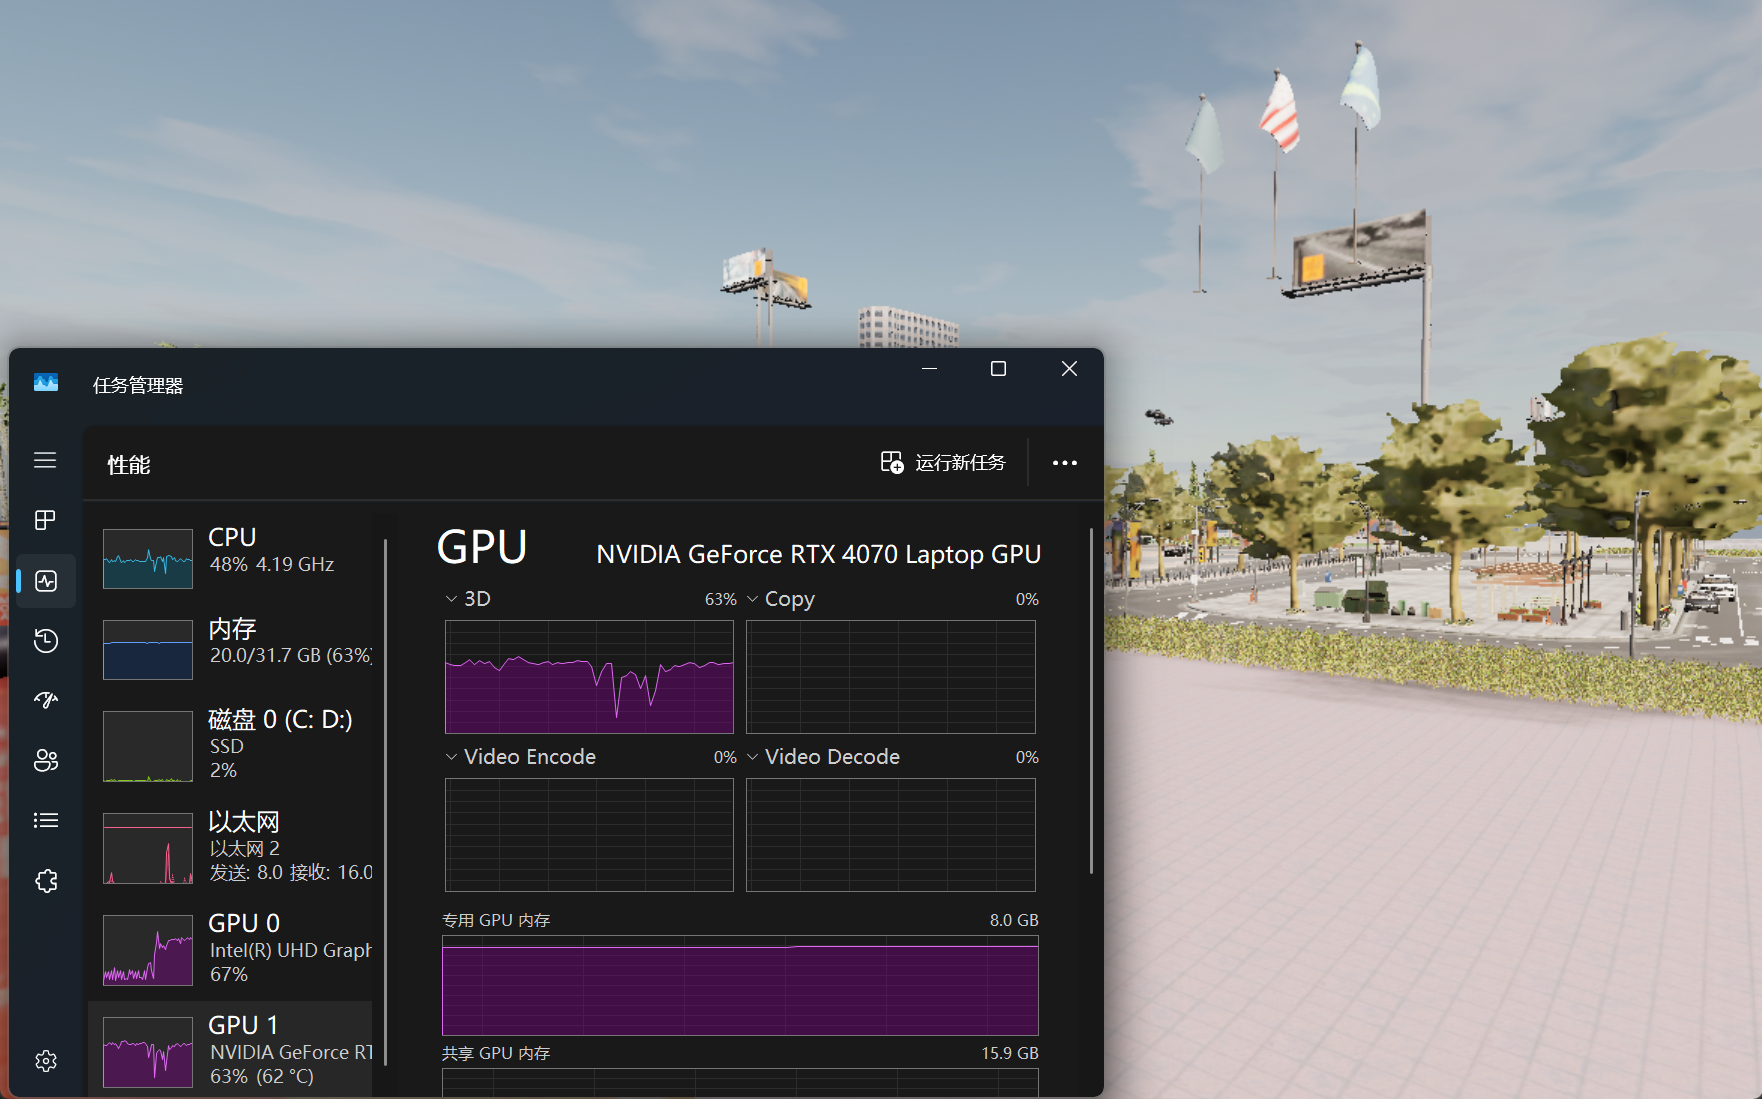 任务管理器
性能
运行新任务
CPU
48% 4.19 GHz
内存
20.0/31.7 GB (63%)
磁盘 0 (C: D:)
SSD
2%
以太网
以太网 2
发送: 8.0 接收: 16.0
GPU 0
Intel(R) UHD Graph
67%
GPU 1
NVIDIA GeForce RT
63% (62 °C)
GPU
NVIDIA GeForce RTX 4070 Laptop GPU
3D 63%
Copy 0%
Video Encode 0%
Video Decode 0%
专用 GPU 内存 8.0 GB
共享 GPU 内存 15.9 GB